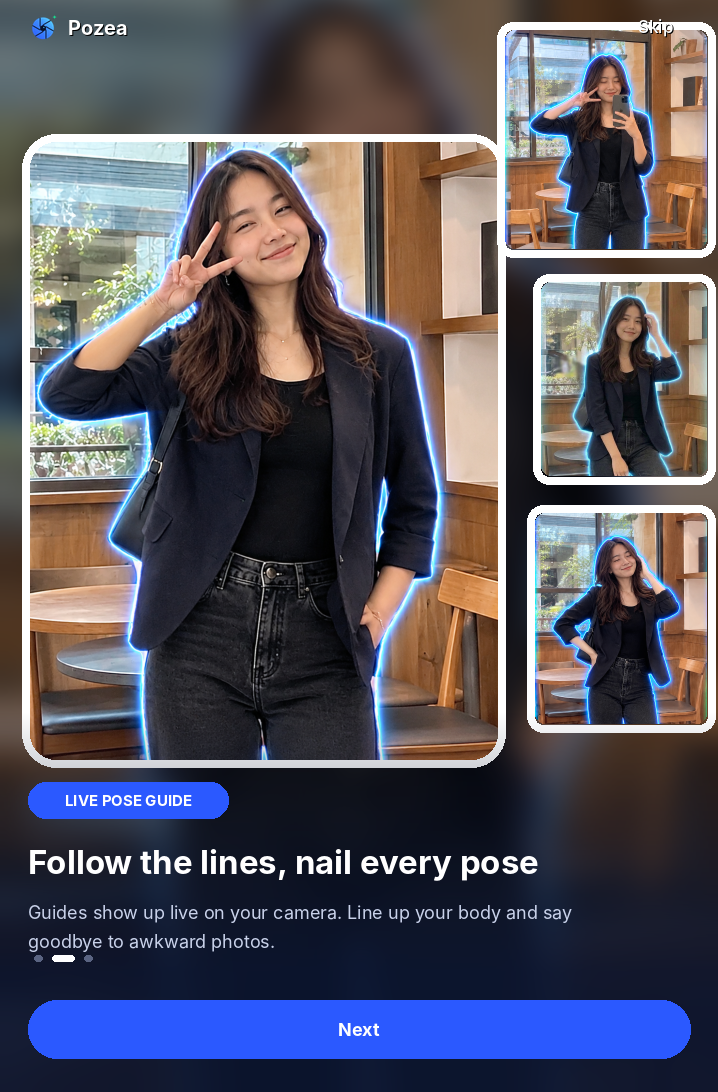 Pozea
Skip
LIVE POSE GUIDE
Follow the lines, nail every pose
Guides show up live on your camera. Line up your body and say
goodbye to awkward photos.
Next